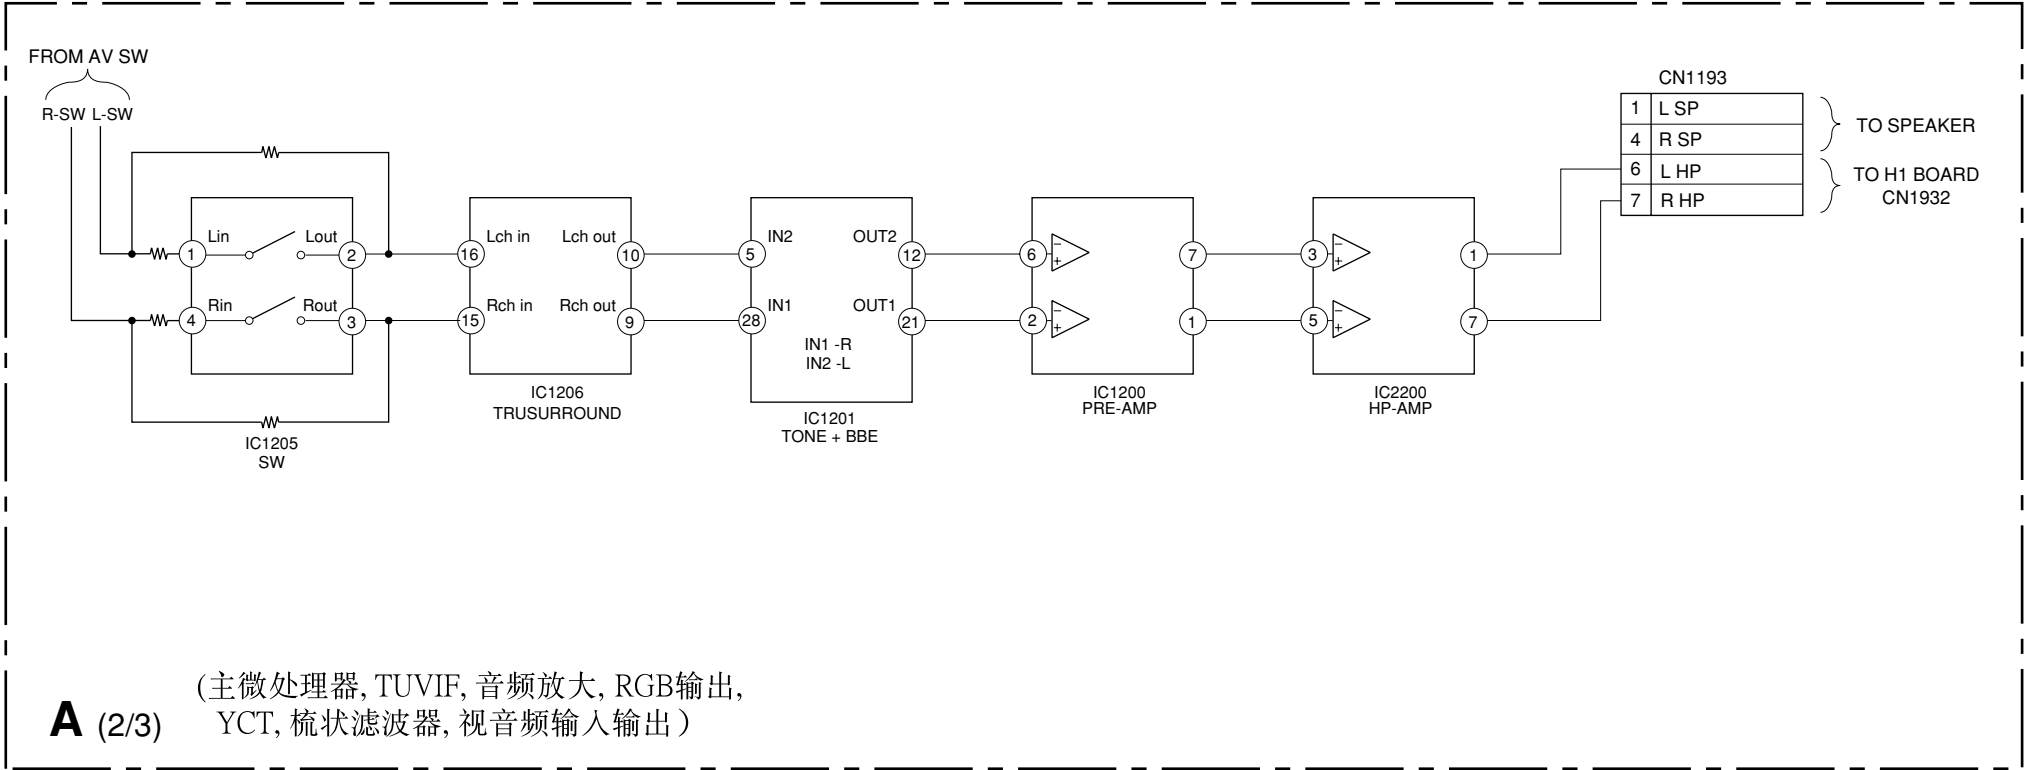 FROM AV SW
R-SW L-SW
CN1193
1 L SP
4 R SP
6 L HP
7 R HP
TO SPEAKER
TO H1 BOARD
CN1932
Lin Lout
1 2
Rin Rout
4 3
IC1205
SW
Lch in Lch out
16 10
Rch in Rch out
15 9
IC1206
TRUSURROUND
IN2 OUT2
5 12
IN1 OUT1
28 21
IN1 -R
IN2 -L
IC1201
TONE + BBE
6 − + 7
2 − + 1
IC1200
PRE-AMP
3 − + 1
5 − + 7
IC2200
HP-AMP
A (2/3)
(主微处理器, TUVIF, 音频放大, RGB输出,
YCT, 梳状滤波器, 视音频输入输出)